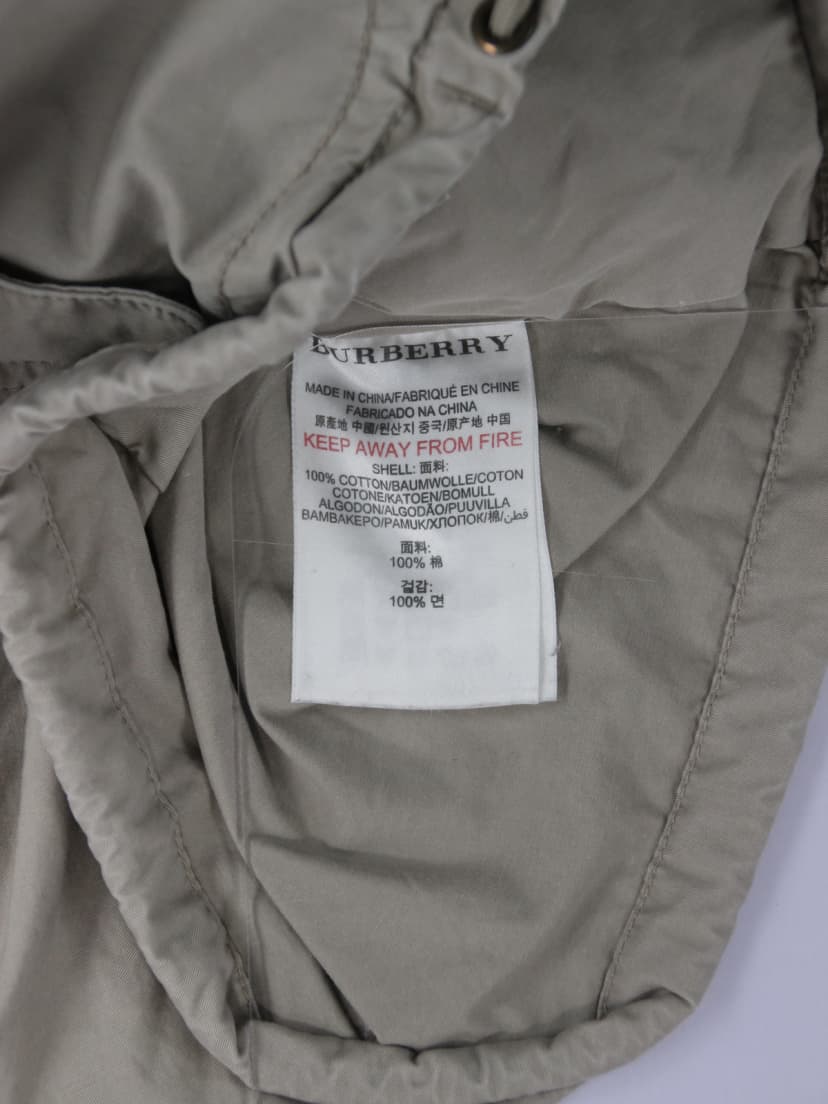 BURBERRY
MADE IN CHINA/FABRIQUÉ EN CHINE
FABRICADO NA CHINA
原產地 中國/원산지 중국/原产地 中国
KEEP AWAY FROM FIRE
SHELL: 面料:
100% COTTON/BAUMWOLLE/COTON
COTONE/KATOEN/BOMULL
ALGODON/ALGODÃO/PUUVILLA
BAMBAKEPO/PAMUK/ХЛОПОК/棉/قطن
面料:
100% 棉
겉감:
100% 면